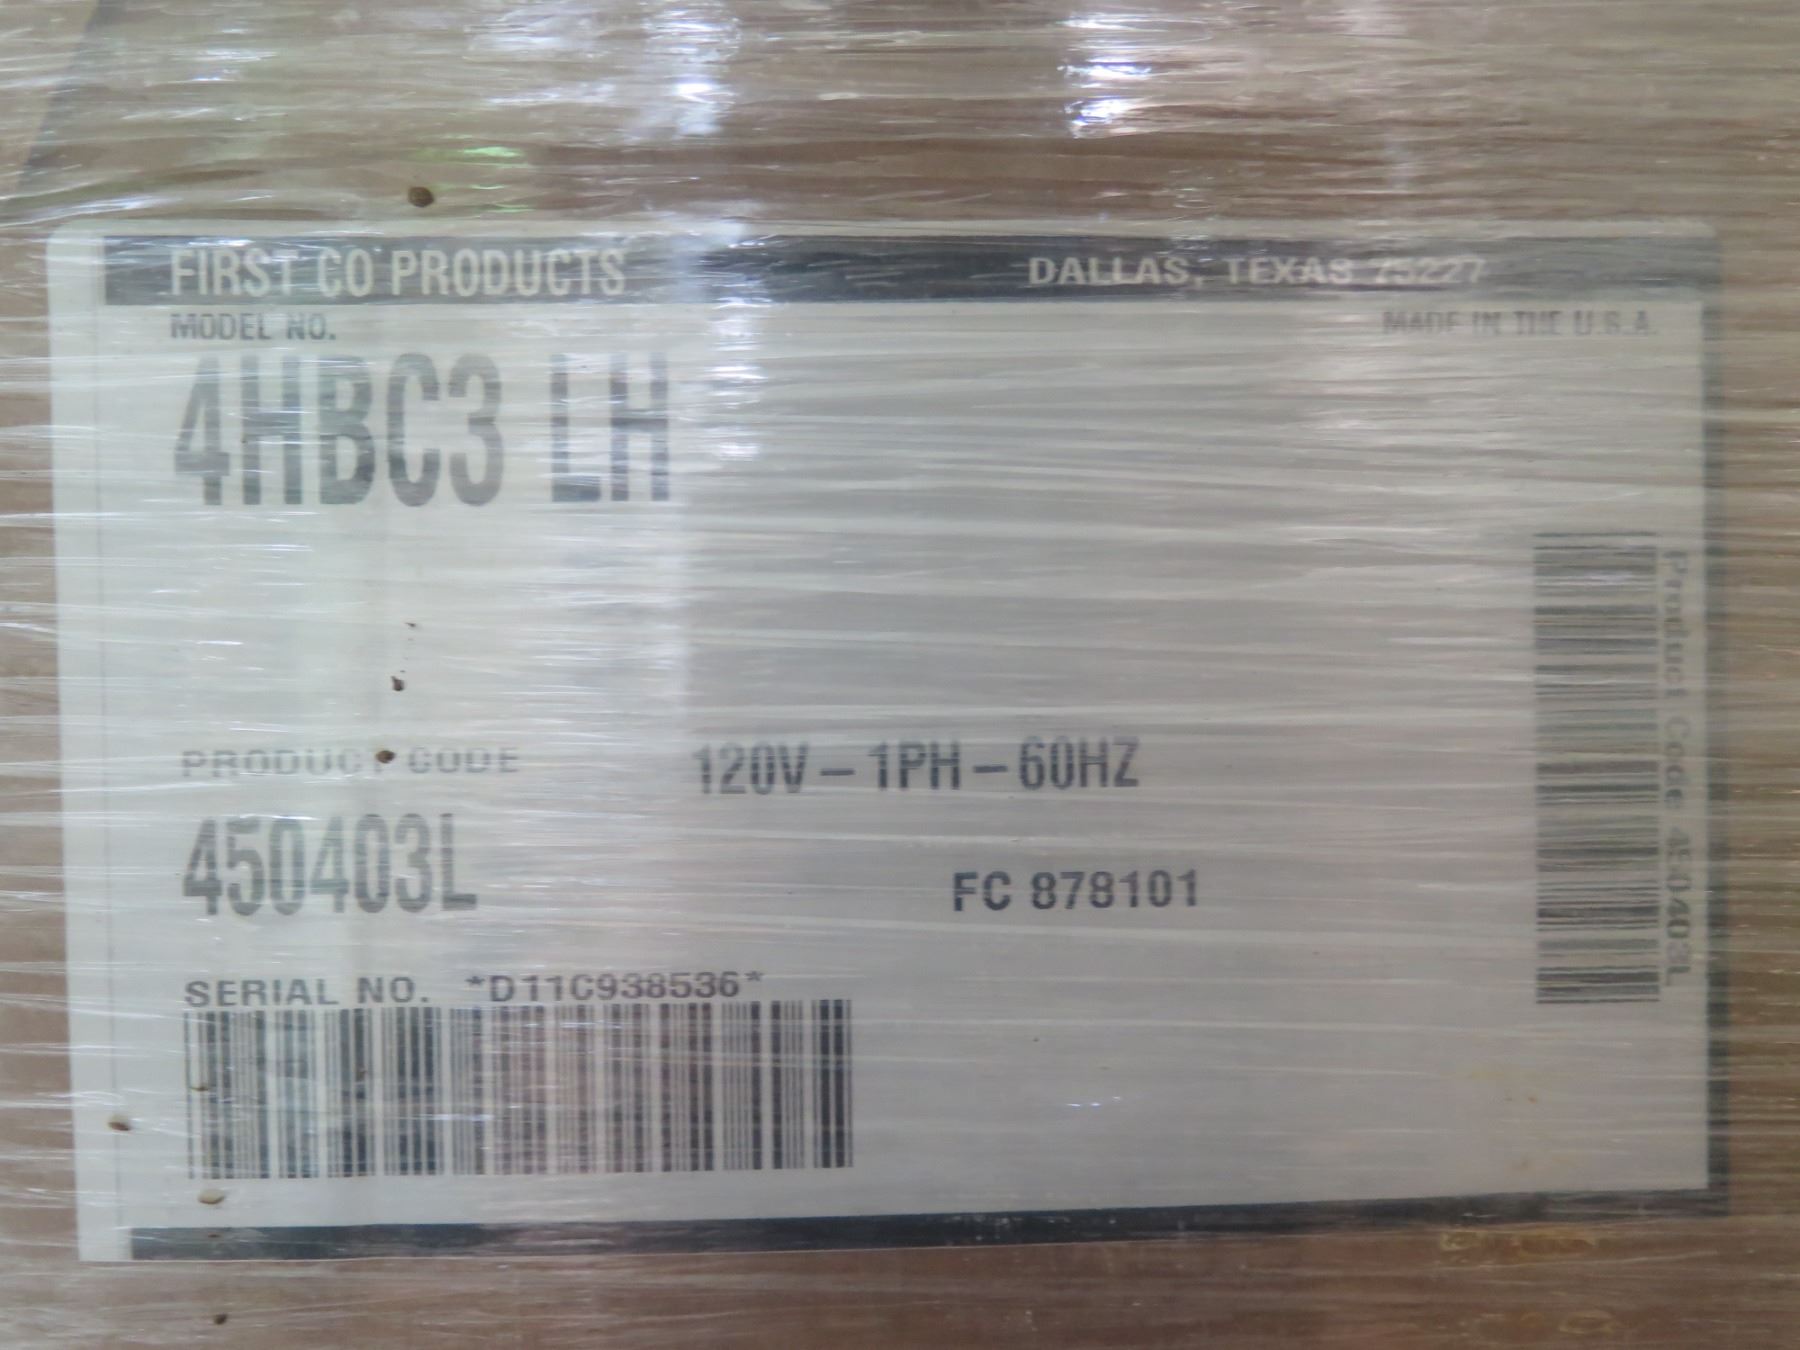 FIRST CO PRODUCTS DALLAS, TEXAS 75227
MODEL NO. MADE IN THE U.S.A.
4HBC3 LH
PRODUCT CODE 120V – 1PH – 60HZ
450403L
FC 878101
SERIAL NO. *D11C938536*
Product Code 450403L